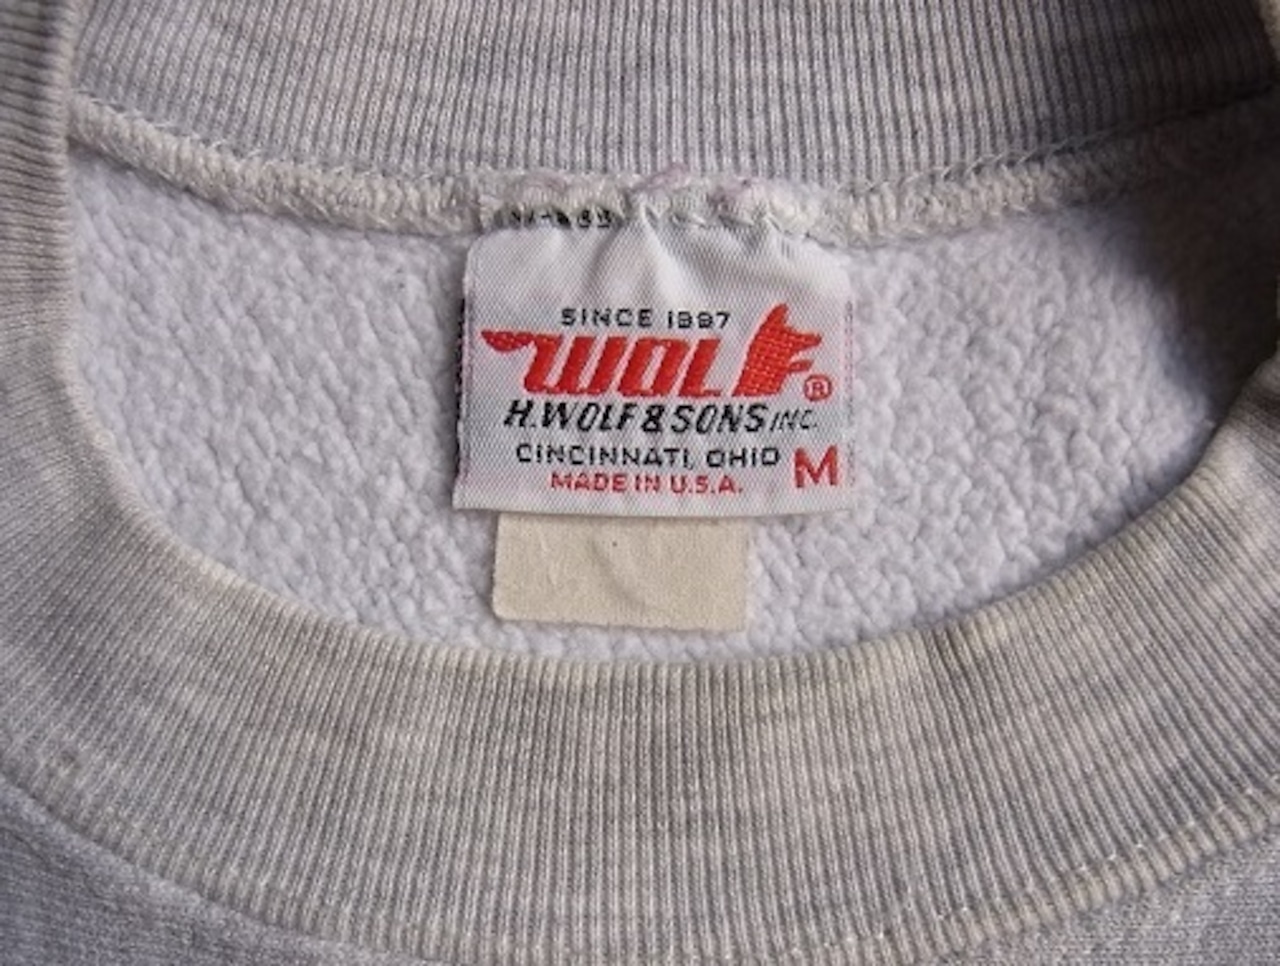 SINCE 1897
WOLF®
H. WOLF & SONS INC.
CINCINNATI, OHIO M
MADE IN U.S.A.